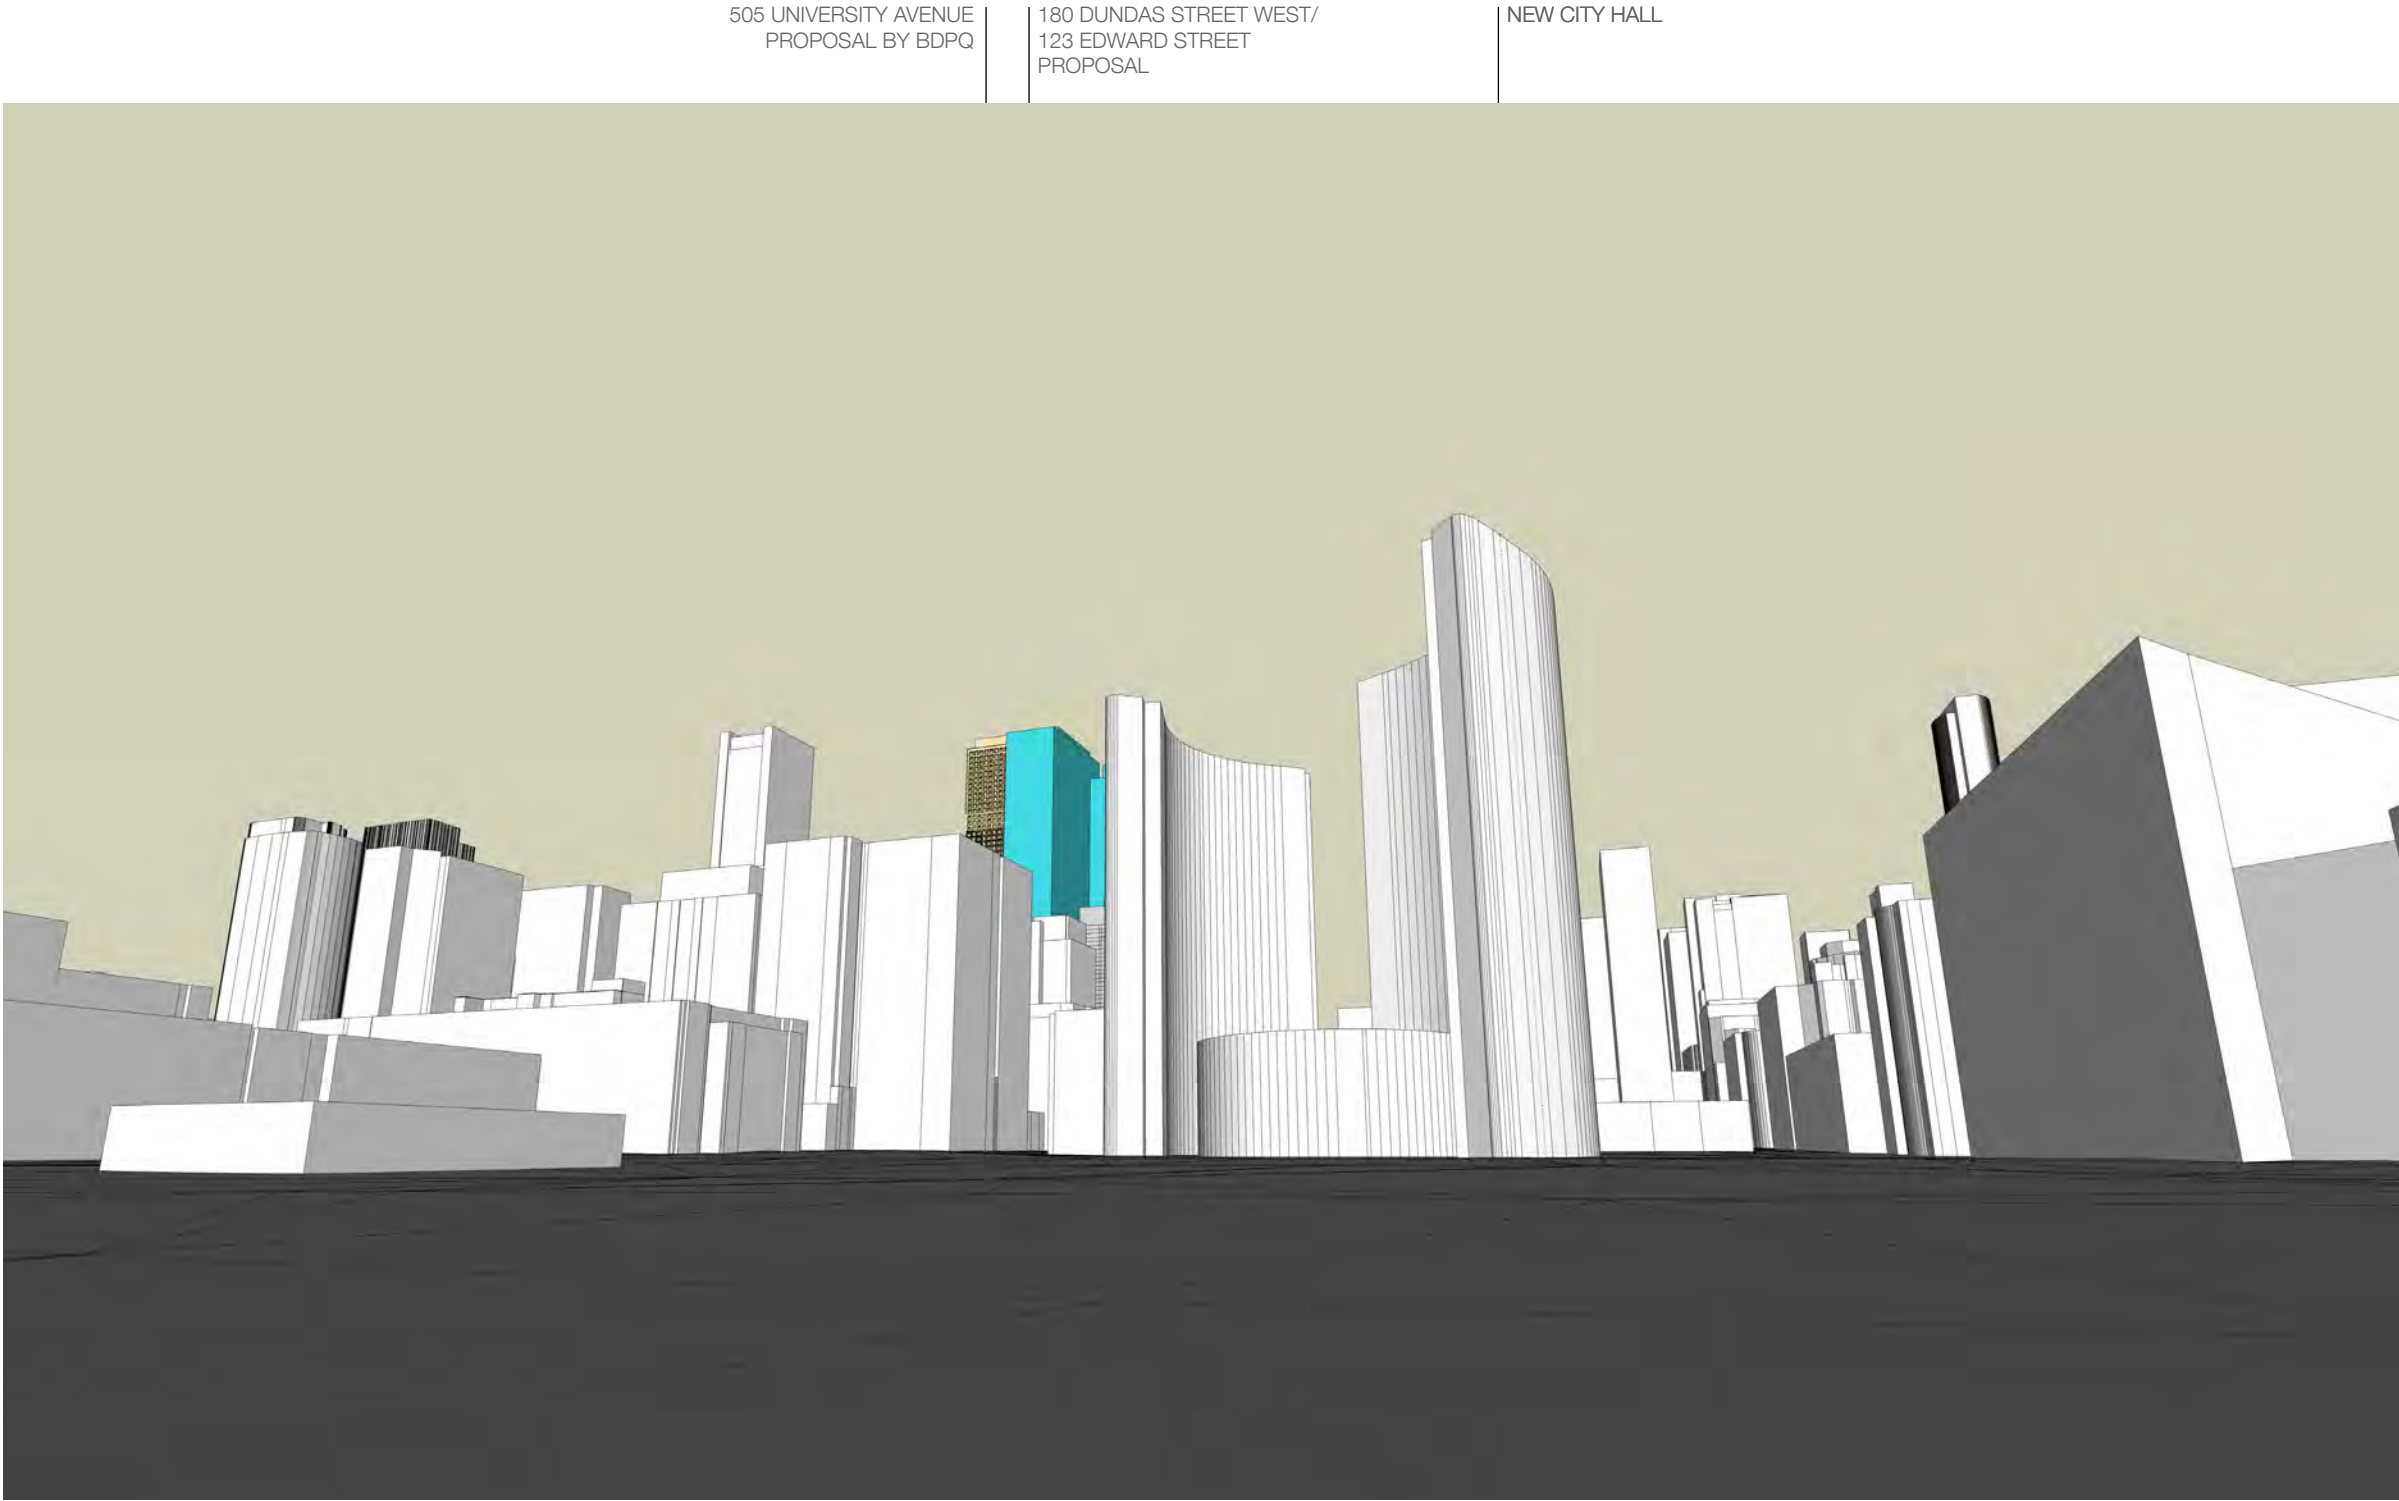 505 UNIVERSITY AVENUE
PROPOSAL BY BDPQ
180 DUNDAS STREET WEST/
123 EDWARD STREET
PROPOSAL
NEW CITY HALL